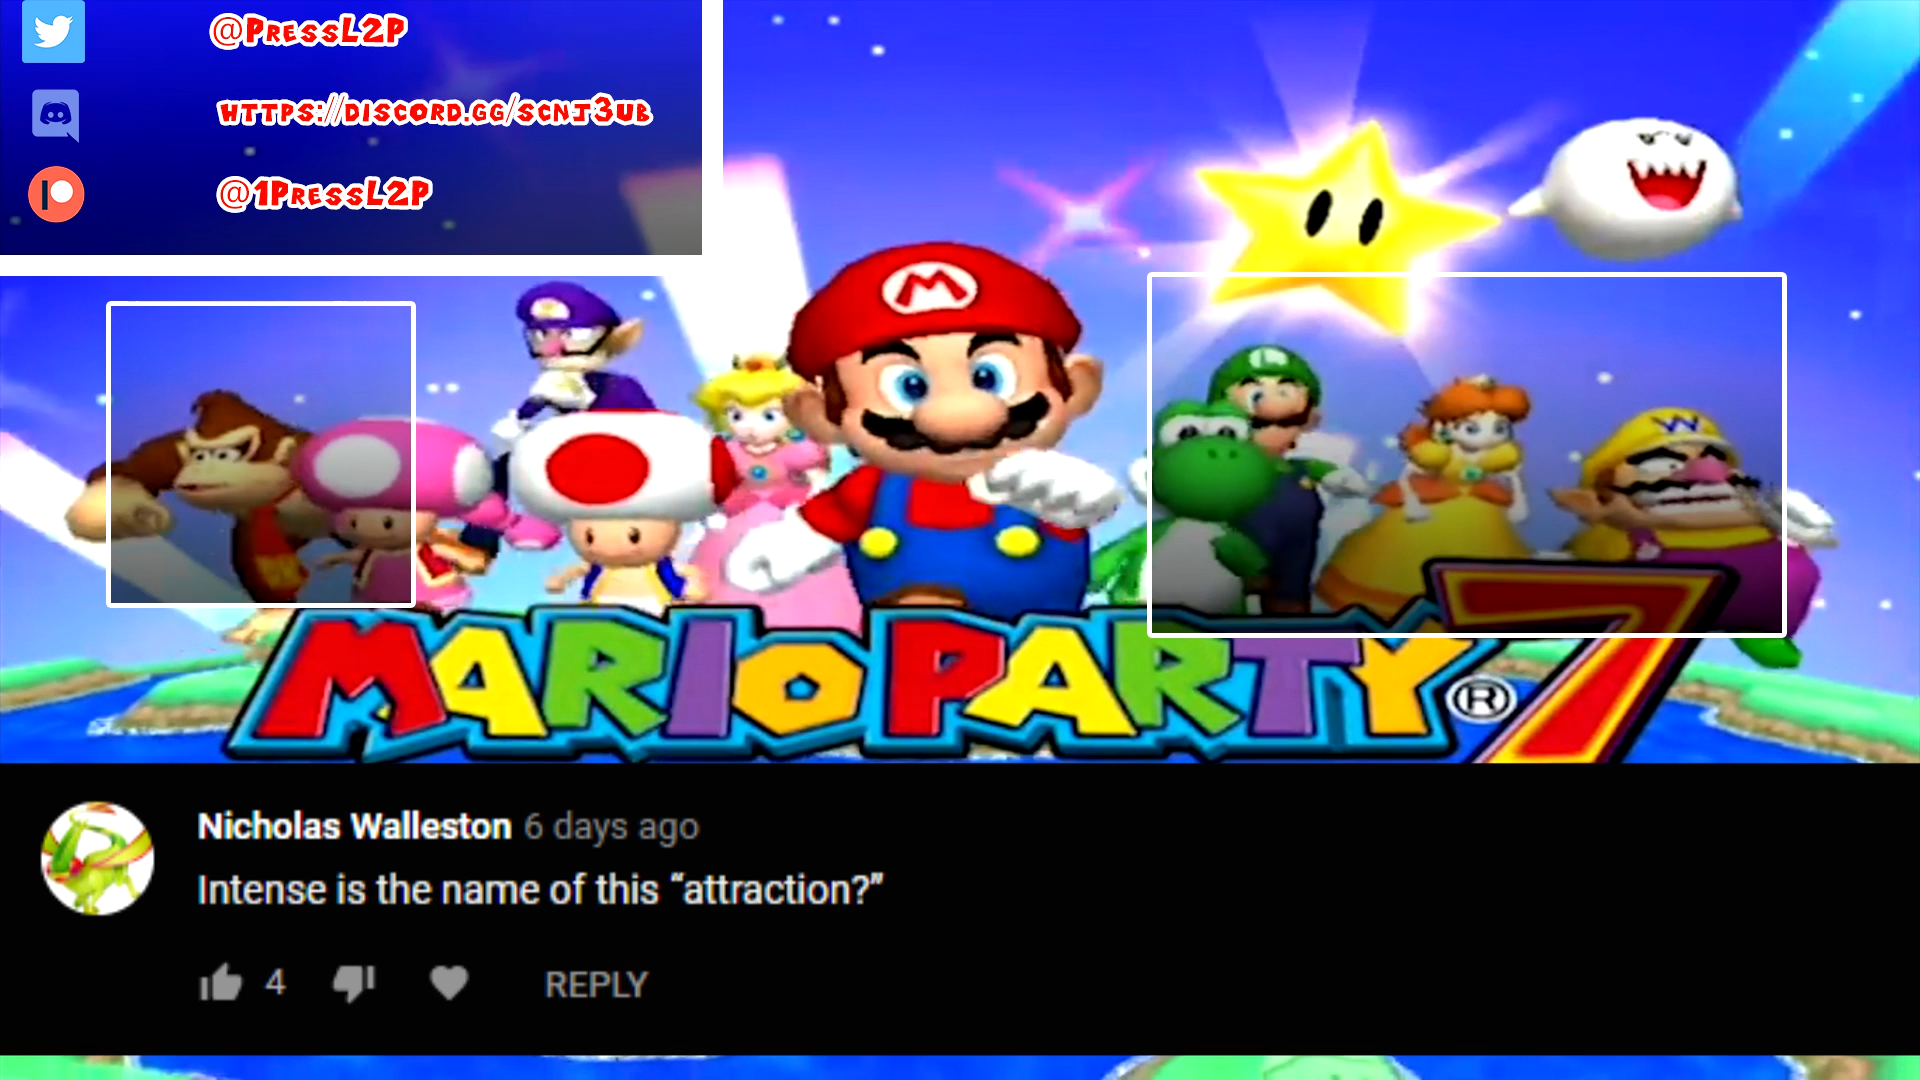 @PressL2P
https://discord.gg/scnj3ub
@1PressL2P
M
L
W
MARIO PARTY 7
®
Nicholas Walleston 6 days ago
Intense is the name of this “attraction?”
4
REPLY